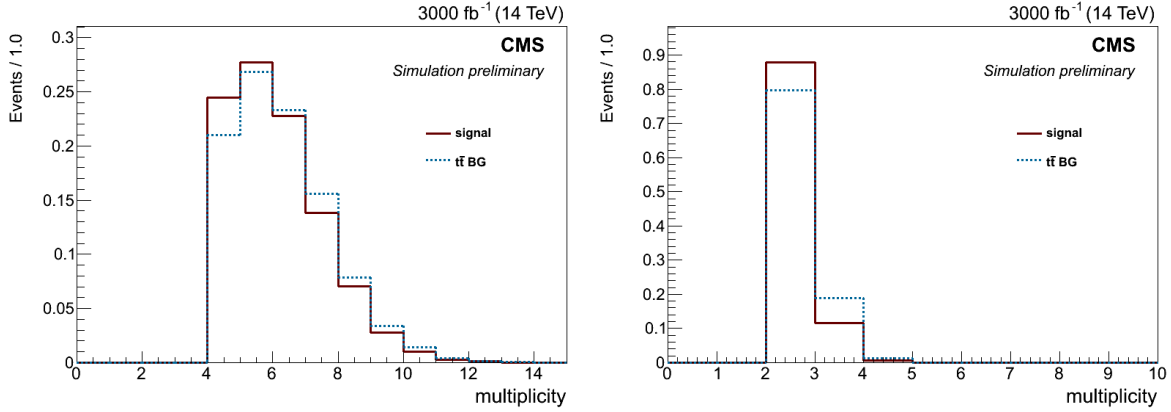 3000 fb⁻¹ (14 TeV)
Events / 1.0
0.3
0.25
0.2
0.15
0.1
0.05
0
CMS
Simulation preliminary
signal
tt̄ BG
0 2 4 6 8 10 12 14
multiplicity
3000 fb⁻¹ (14 TeV)
Events / 1.0
0.9
0.8
0.7
0.6
0.5
0.4
0.3
0.2
0.1
0
CMS
Simulation preliminary
signal
tt̄ BG
0 1 2 3 4 5 6 7 8 9 10
multiplicity